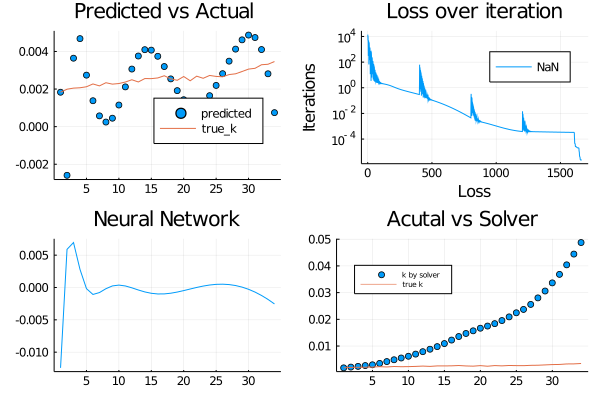 Predicted vs Actual
0.004
0.002
0.000
-0.002
5 10 15 20 25 30
predicted
true_k
Loss over iteration
10^4
10^2
10^0
10^-2
10^-4
0 500 1000 1500
Iterations
Loss
NaN
Neural Network
0.005
0.000
-0.005
-0.010
5 10 15 20 25 30
Acutal vs Solver
0.05
0.04
0.03
0.02
0.01
5 10 15 20 25 30
k by solver
true k